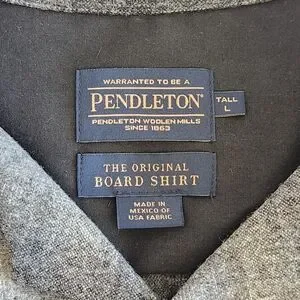 WARRANTED TO BE A
PENDLETON®
PENDLETON WOOLEN MILLS
SINCE 1863
TALL
L
THE ORIGINAL
BOARD SHIRT
MADE IN
MEXICO OF
USA FABRIC